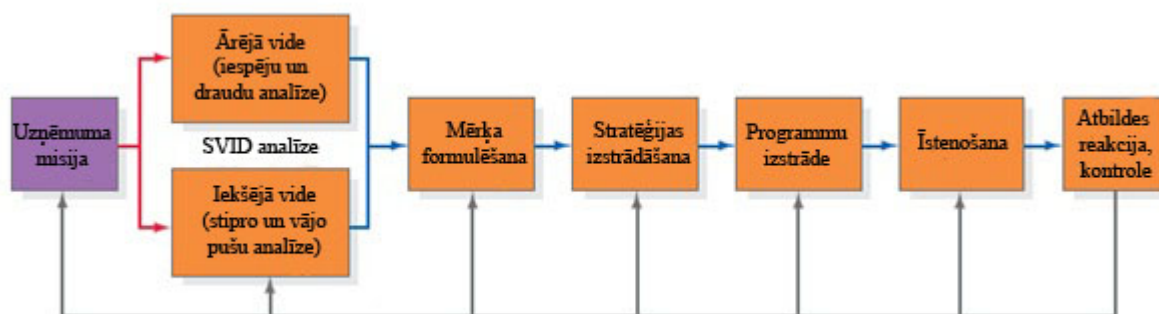 Uzņēmuma
misija
Ārējā vide
(iespēju un
draudu analīze)
SVID analīze
Iekšējā vide
(stipro un vājo
pušu analīze)
Mērķa
formulēšana
Stratēģijas
izstrādāšana
Programmu
izstrāde
Īstenošana
Atbildes
reakcija,
kontrole